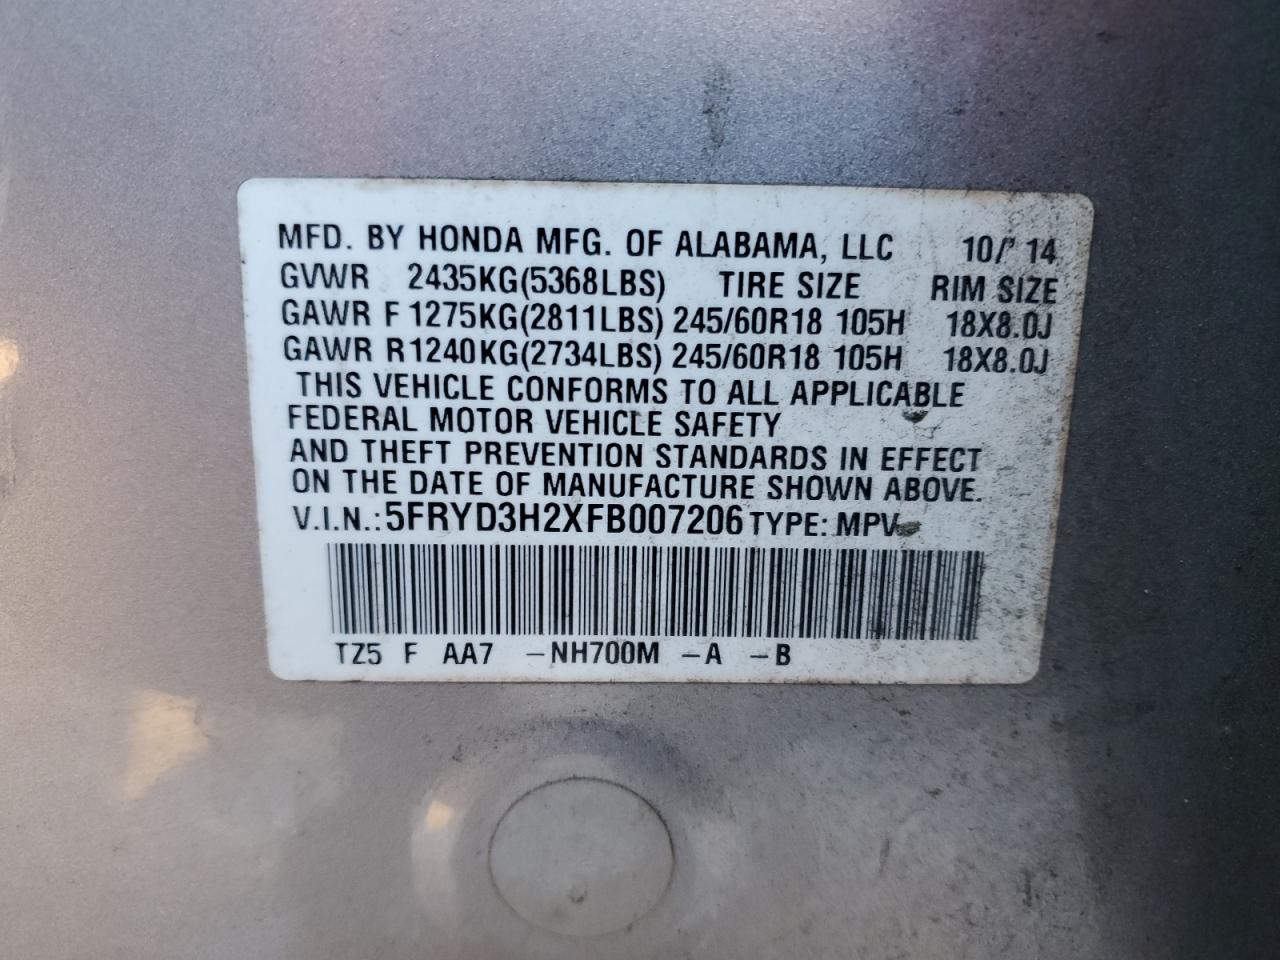 MFD. BY HONDA MFG. OF ALABAMA, LLC 10/' 14
GVWR 2435KG(5368LBS) TIRE SIZE RIM SIZE
GAWR F 1275KG(2811LBS) 245/60R18 105H 18X8.0J
GAWR R1240KG(2734LBS) 245/60R18 105H 18X8.0J
THIS VEHICLE CONFORMS TO ALL APPLICABLE
FEDERAL MOTOR VEHICLE SAFETY
AND THEFT PREVENTION STANDARDS IN EFFECT
ON THE DATE OF MANUFACTURE SHOWN ABOVE.
V.I.N.: 5FRYD3H2XFB007206 TYPE: MPV
TZ5 F AA7 -NH700M -A -B